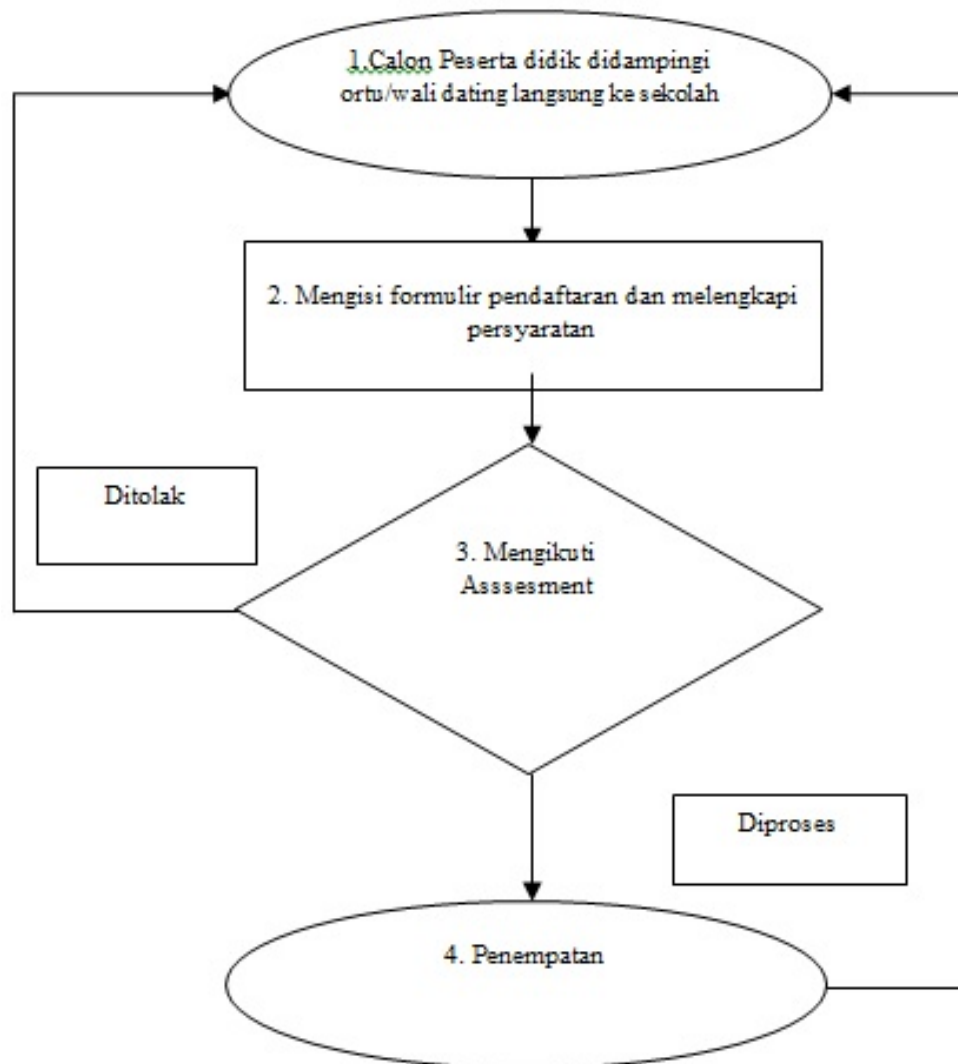 1.Calon Peserta didik didampingi
ortu/wali dating langsung ke sekolah
2. Mengisi formulir pendaftaran dan melengkapi
persyaratan
Ditolak
3. Mengikuti
Asssesment
Diproses
4. Penempatan